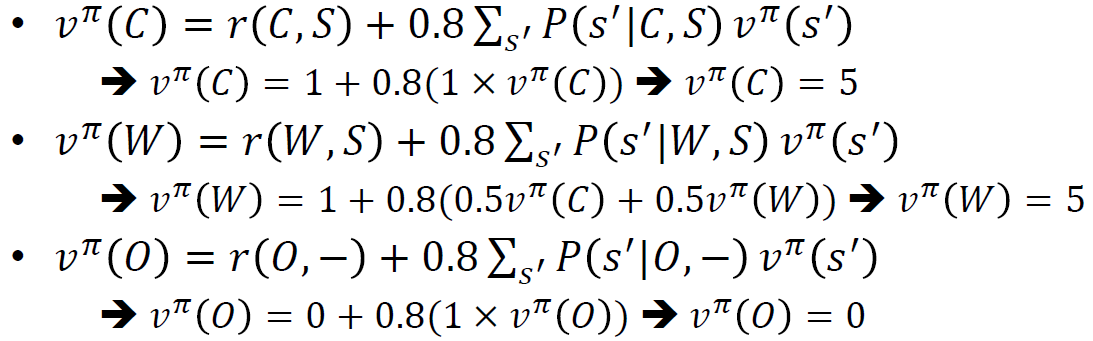 • v^π(C) = r(C, S) + 0.8 ∑_{s′} P(s′|C, S) v^π(s′)
➔ v^π(C) = 1 + 0.8(1 × v^π(C)) ➔ v^π(C) = 5
• v^π(W) = r(W, S) + 0.8 ∑_{s′} P(s′|W, S) v^π(s′)
➔ v^π(W) = 1 + 0.8(0.5v^π(C) + 0.5v^π(W)) ➔ v^π(W) = 5
• v^π(O) = r(O, −) + 0.8 ∑_{s′} P(s′|O, −) v^π(s′)
➔ v^π(O) = 0 + 0.8(1 × v^π(O)) ➔ v^π(O) = 0